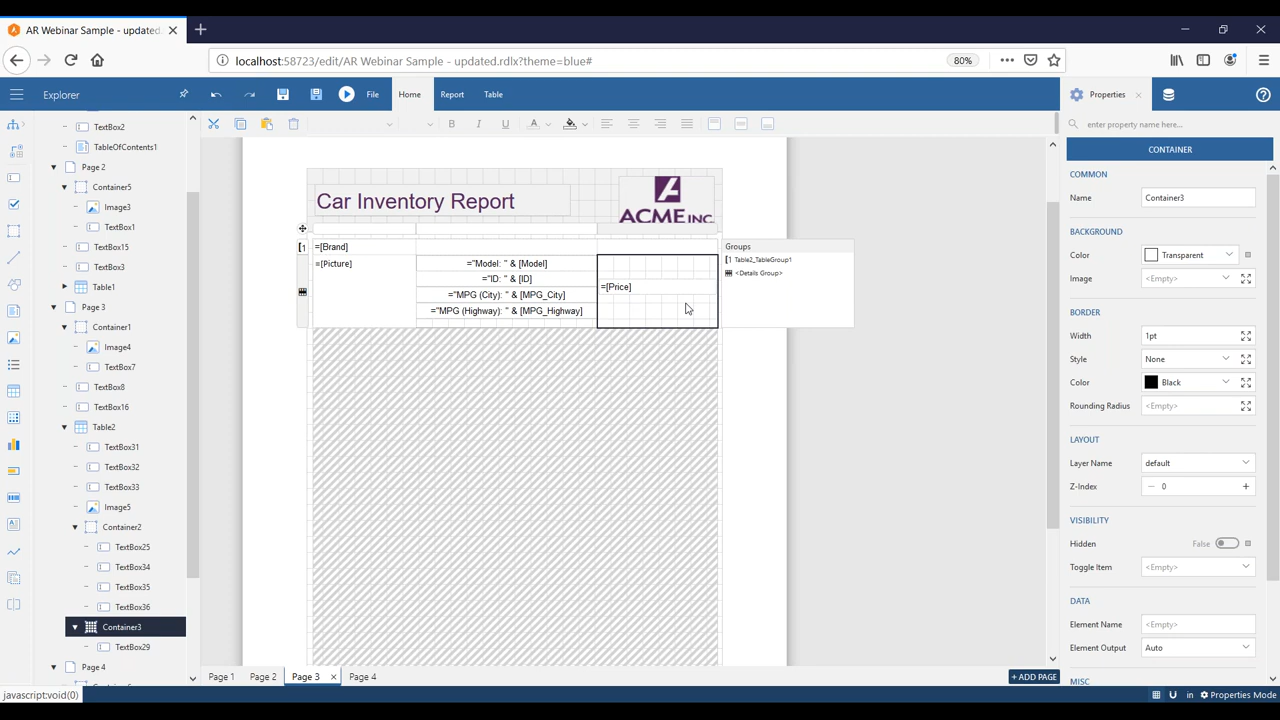 AR Webinar Sample - updated.
localhost:58723/edit/AR Webinar Sample - updated.rdlx?theme=blue#
80%
Explorer
File
Home
Report
Table
Properties
enter property name here...
TextBox2
TableOfContents1
Page 2
Container5
Image3
TextBox1
TextBox15
TextBox3
Table1
Page 3
Container1
Image4
TextBox7
TextBox8
TextBox16
Table2
TextBox31
TextBox32
TextBox33
Image5
Container2
TextBox25
TextBox34
TextBox35
TextBox36
Container3
TextBox29
Page 4
javascript:void(0)
Car Inventory Report
A
ACME INC.
[1
=[Brand]
=[Picture]
="Model: " & [Model]
="ID: " & [ID]
="MPG (City): " & [MPG_City]
="MPG (Highway): " & [MPG_Highway]
=[Price]
Groups
[1 Table2_TableGroup1
<Details Group>
Page 1
Page 2
Page 3
Page 4
+ ADD PAGE
CONTAINER
COMMON
Name Container3
BACKGROUND
Color Transparent
Image <Empty>
BORDER
Width 1pt
Style None
Color Black
Rounding Radius <Empty>
LAYOUT
Layer Name default
Z-Index 0
VISIBILITY
Hidden False
Toggle Item <Empty>
DATA
Element Name <Empty>
Element Output Auto
MISC
in
Properties Mode